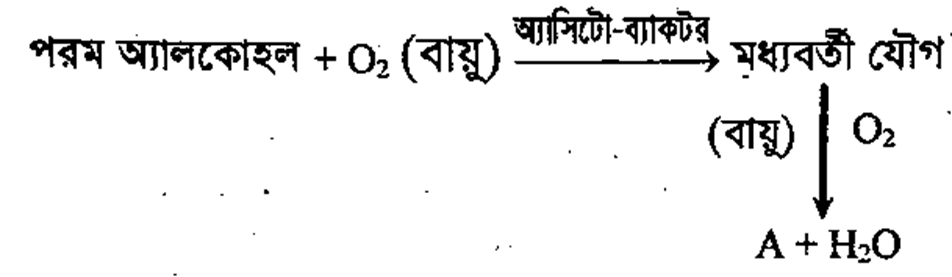 পরম অ্যালকোহল + O₂ (বায়ু) অ্যাসিটো-ব্যাকটর → মধ্যবর্তী যৌগ
(বায়ু) ↓ O₂
A + H₂O